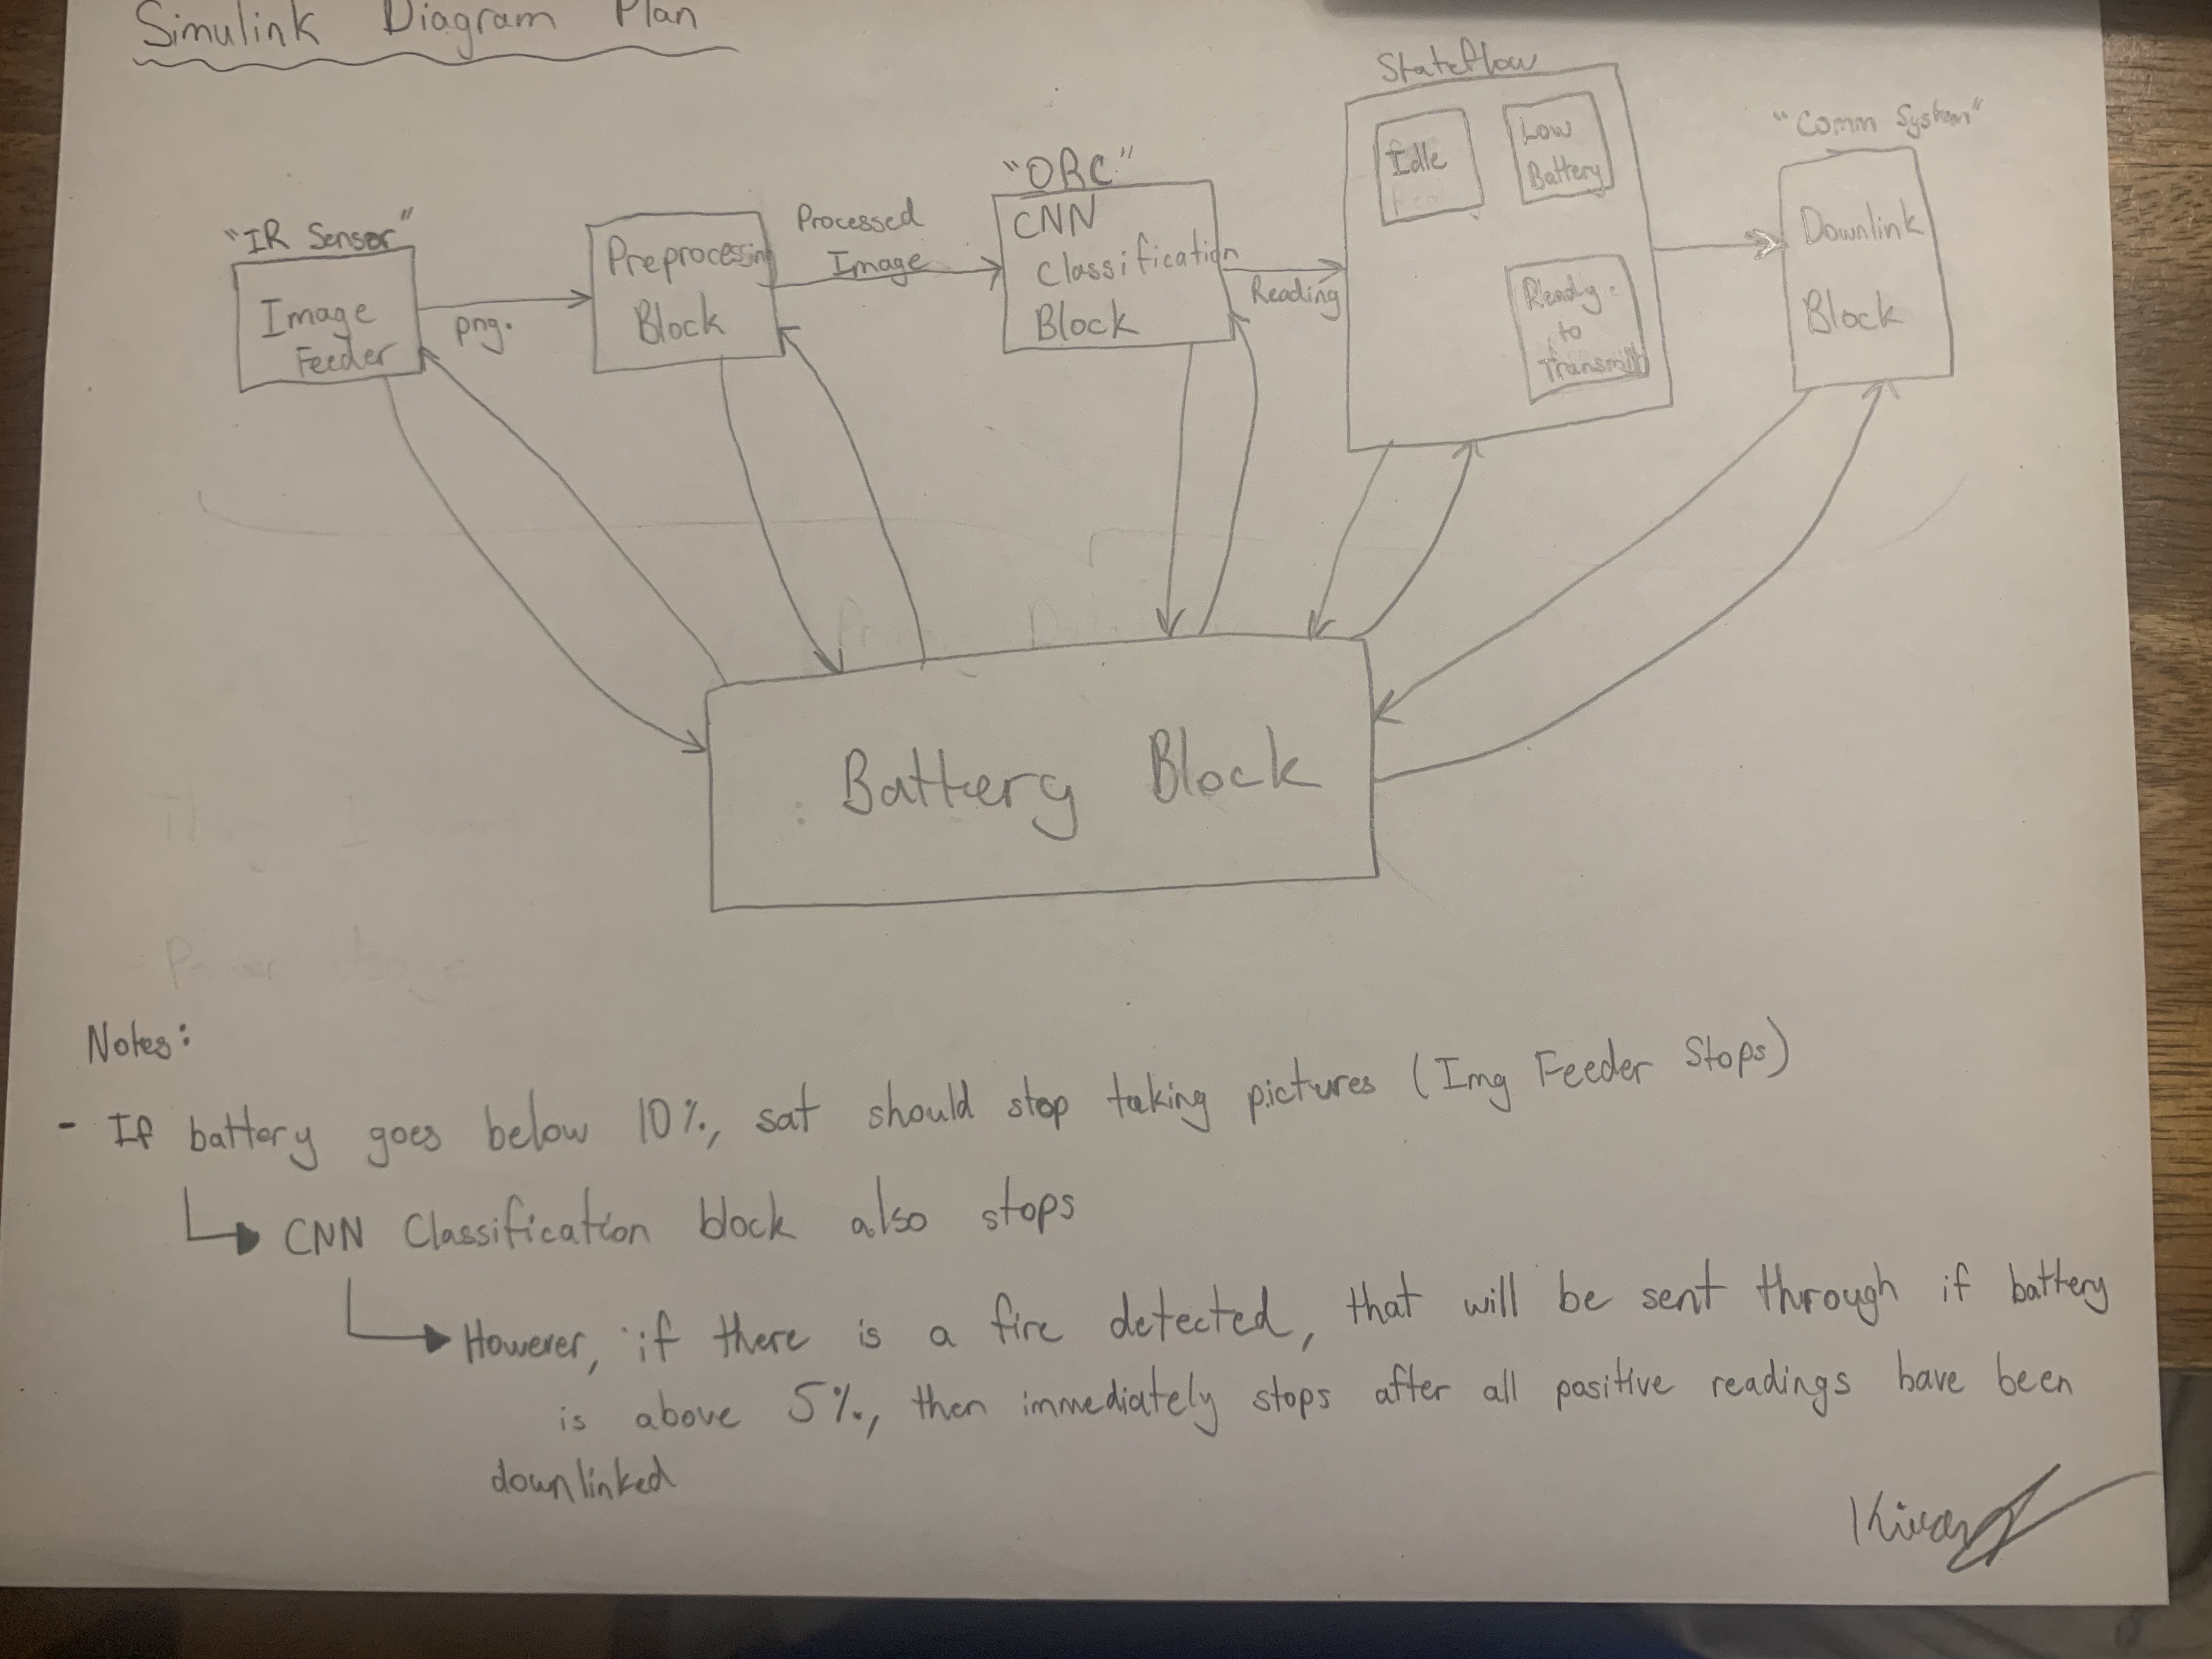 Simulink Diagram Plan
Stateflow
"Comm System"
Idle
Low
Battery
"ORC"
"IR Sensor"
Image
Feeder
png.
Preprocessing
Block
Processed
Image
CNN
Classification
Block
Reading
Ready
to
Transmit
Downlink
Block
Battery Block
Notes:
- If battery goes below 10%, sat should stop taking pictures (Img Feeder Stops)
CNN Classification block also stops
However, if there is a fire detected, that will be sent through if battery
is above 5%, then immediately stops after all positive readings have been
downlinked